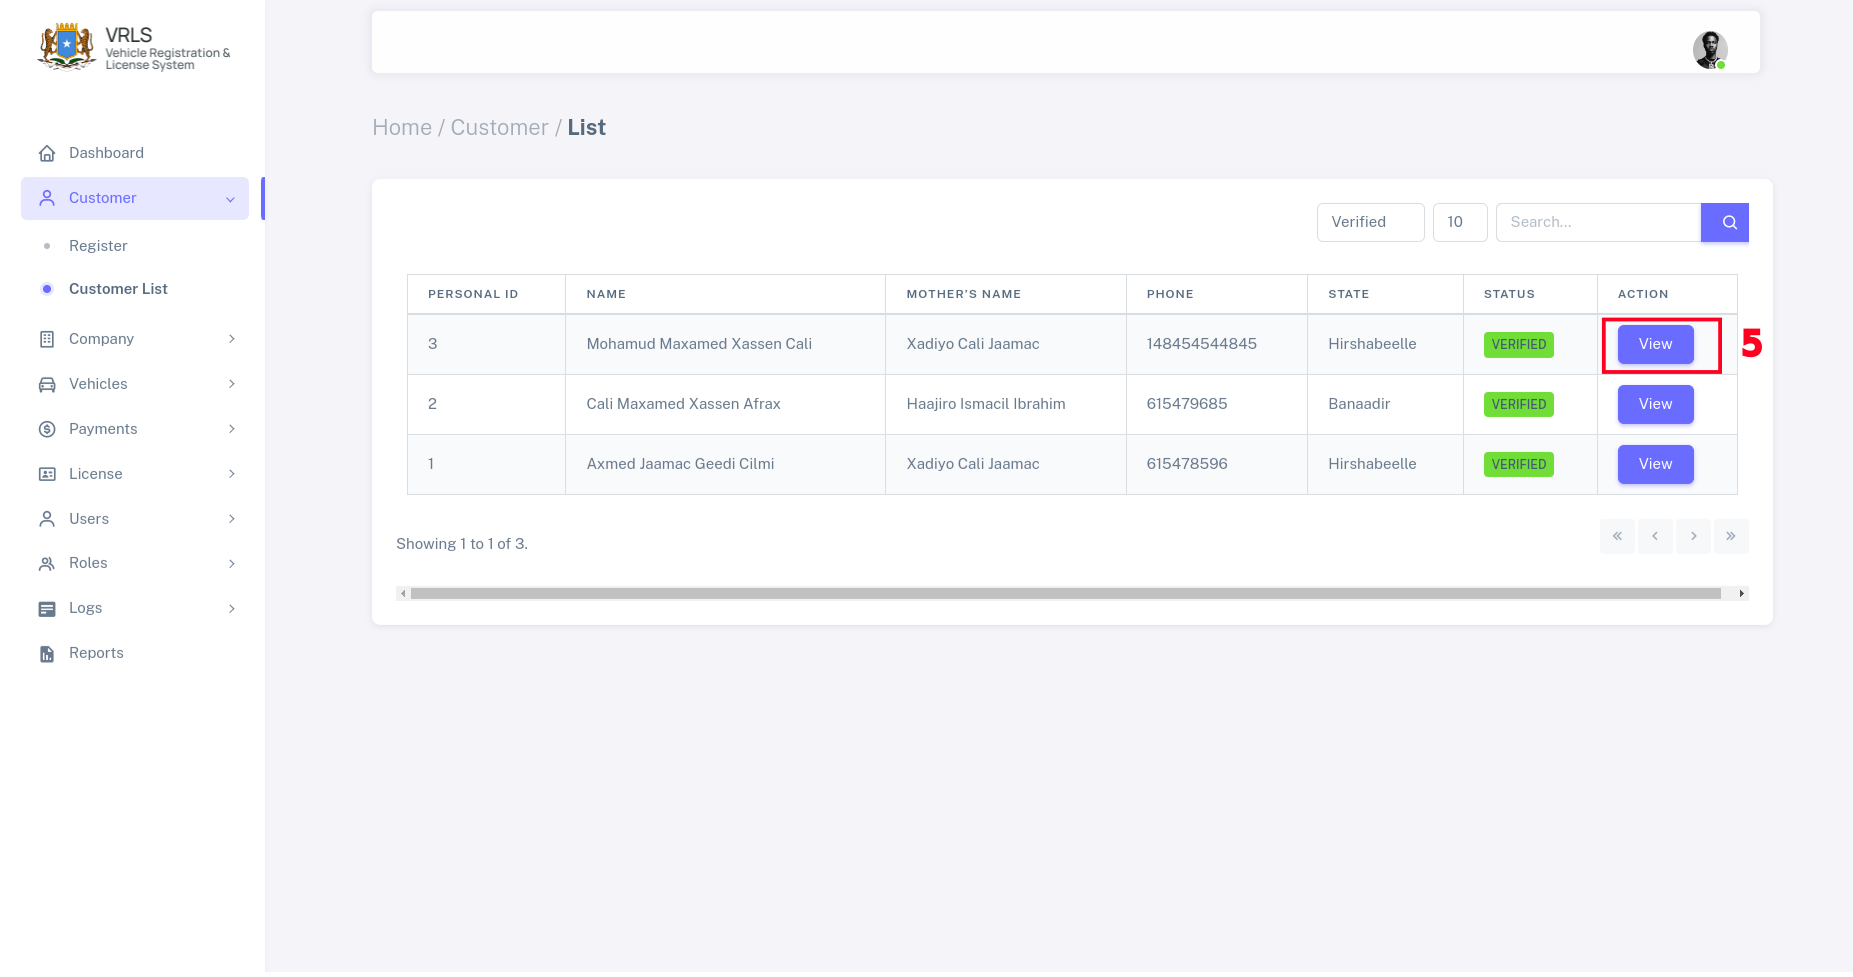 VRLS
Vehicle Registration &
License System
Dashboard
Customer
Register
Customer List
Company
Vehicles
Payments
License
Users
Roles
Logs
Reports
Home / Customer / List
Verified 10 Search...
PERSONAL ID NAME MOTHER'S NAME PHONE STATE STATUS ACTION
3 Mohamud Maxamed Xassen Cali Xadiyo Cali Jaamac 148454544845 Hirshabeelle VERIFIED View 5
2 Cali Maxamed Xassen Afrax Haajiro Ismacil Ibrahim 615479685 Banaadir VERIFIED View
1 Axmed Jaamac Geedi Cilmi Xadiyo Cali Jaamac 615478596 Hirshabeelle VERIFIED View
Showing 1 to 1 of 3.
« ‹ › »